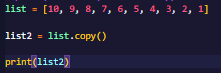 list = [10, 9, 8, 7, 6, 5, 4, 3, 2, 1]
list2 = list.copy()
print(list2)